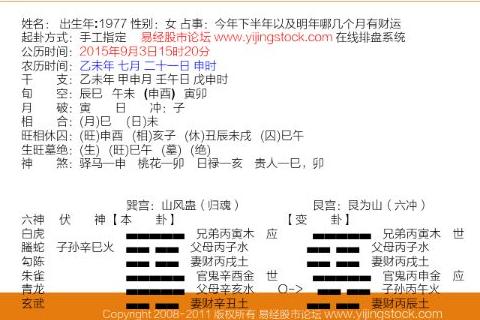 姓名： 出生年:1977 性别：女 占事：今年下半年以及明年哪几个月有财运
起卦方式：手工指定 易经股市论坛 www.yijingstock.com 在线排盘系统
公历时间：2015年9月3日15时20分
农历时间：乙未年 七月 二十一日 申时
干 支：乙未年 甲申月 壬午日 戊申时
旬 空：辰巳 午未 (申酉) 寅卯
月 破：寅 日 冲：子
相 合：(月)巳 (日)未
旺相休囚：(旺)申酉 (相)亥子 (休)丑辰未戌 (囚)巳午
生旺墓绝：(生) (旺)巳午 (墓) (绝)
神 煞：驿马—申 桃花—卯 日禄—亥 贵人—巳，卯
巽宫：山风蛊（归魂） 艮宫：艮为山（六冲）
六神 伏 神【本 卦】 【变 卦】
白虎 兄弟丙寅木 应 兄弟丙寅木 世
螣蛇 子孙辛巳火 父母丙子水 父母丙子水
勾陈 妻财丙戌土 妻财丙戌土
朱雀 官鬼辛酉金 世 官鬼丙申金 应
青龙 父母辛亥水 O-> 子孙丙午火
玄武 妻财辛丑土 妻财丙辰土
Copyright 2008-2011 版权所有 易经股市论坛 www.yijingstock.com